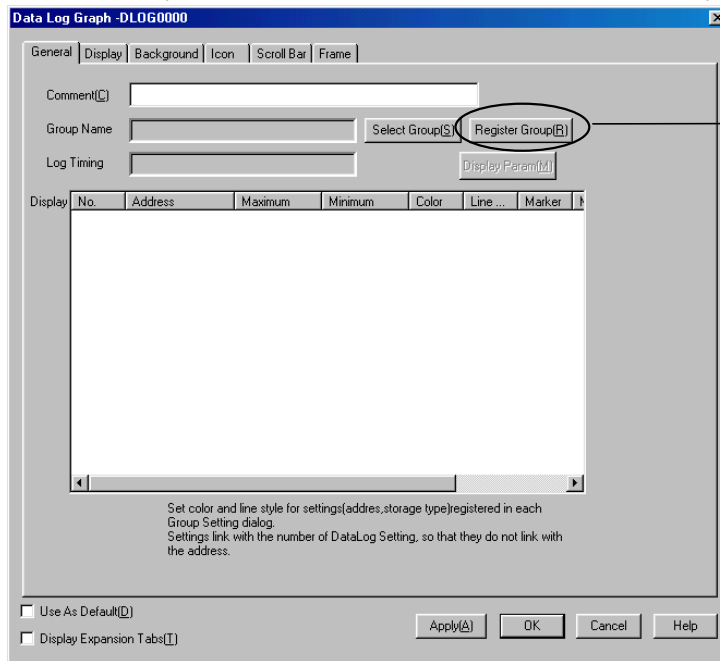 Data Log Graph -DLOG0000
General Display Background Icon Scroll Bar Frame
Comment(C)
Group Name Select Group(S) Register Group(R)
Log Timing Display Param(M)
Display No. Address Maximum Minimum Color Line ... Marker
Set color and line style for settings(addres,storage type)registered in each
Group Setting dialog.
Settings link with the number of DataLog Setting, so that they do not link with
the address.
Use As Default(D)
Display Expansion Tabs(T)
Apply(A) OK Cancel Help